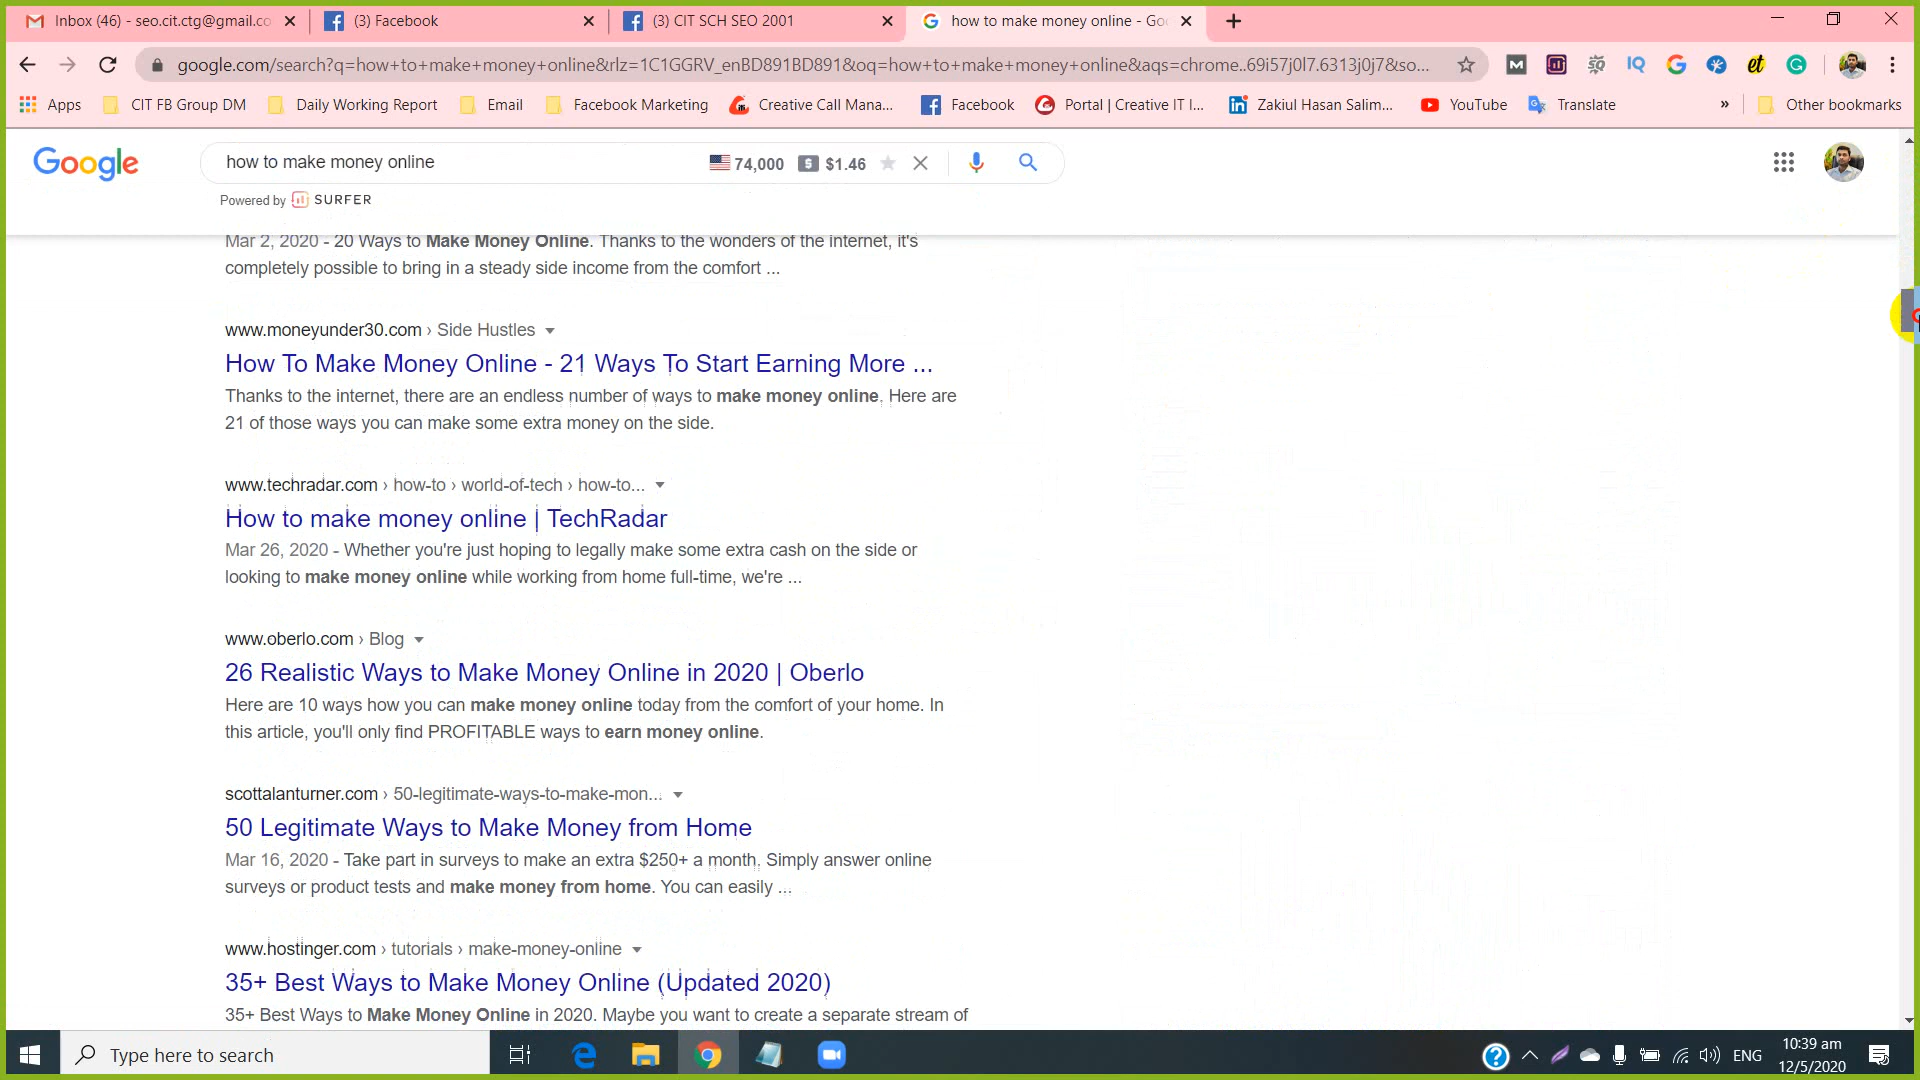 Inbox (46) - seo.cit.ctg@gmail.co
(3) Facebook
(3) CIT SCH SEO 2001
how to make money online - Go
google.com/search?q=how+to+make+money+online&rlz=1C1GGRV_enBD891BD891&oq=how+to+make+money+online&aqs=chrome..69i57j0l7.6313j0j7&so...
Apps
CIT FB Group DM
Daily Working Report
Email
Facebook Marketing
Creative Call Mana...
Facebook
Portal | Creative IT I...
Zakiul Hasan Salim...
YouTube
Translate
»
Other bookmarks
Google
how to make money online
74,000
$1.46
Powered by SURFER
Mar 2, 2020 - 20 Ways to Make Money Online. Thanks to the wonders of the internet, it's
completely possible to bring in a steady side income from the comfort ...
www.moneyunder30.com › Side Hustles
How To Make Money Online - 21 Ways To Start Earning More ...
Thanks to the internet, there are an endless number of ways to make money online. Here are
21 of those ways you can make some extra money on the side.
www.techradar.com › how-to › world-of-tech › how-to...
How to make money online | TechRadar
Mar 26, 2020 - Whether you're just hoping to legally make some extra cash on the side or
looking to make money online while working from home full-time, we're ...
www.oberlo.com › Blog
26 Realistic Ways to Make Money Online in 2020 | Oberlo
Here are 10 ways how you can make money online today from the comfort of your home. In
this article, you'll only find PROFITABLE ways to earn money online.
scottalanturner.com › 50-legitimate-ways-to-make-mon...
50 Legitimate Ways to Make Money from Home
Mar 16, 2020 - Take part in surveys to make an extra $250+ a month. Simply answer online
surveys or product tests and make money from home. You can easily ...
www.hostinger.com › tutorials › make-money-online
35+ Best Ways to Make Money Online (Updated 2020)
35+ Best Ways to Make Money Online in 2020. Maybe you want to create a separate stream of
Type here to search
ENG
10:39 am
12/5/2020